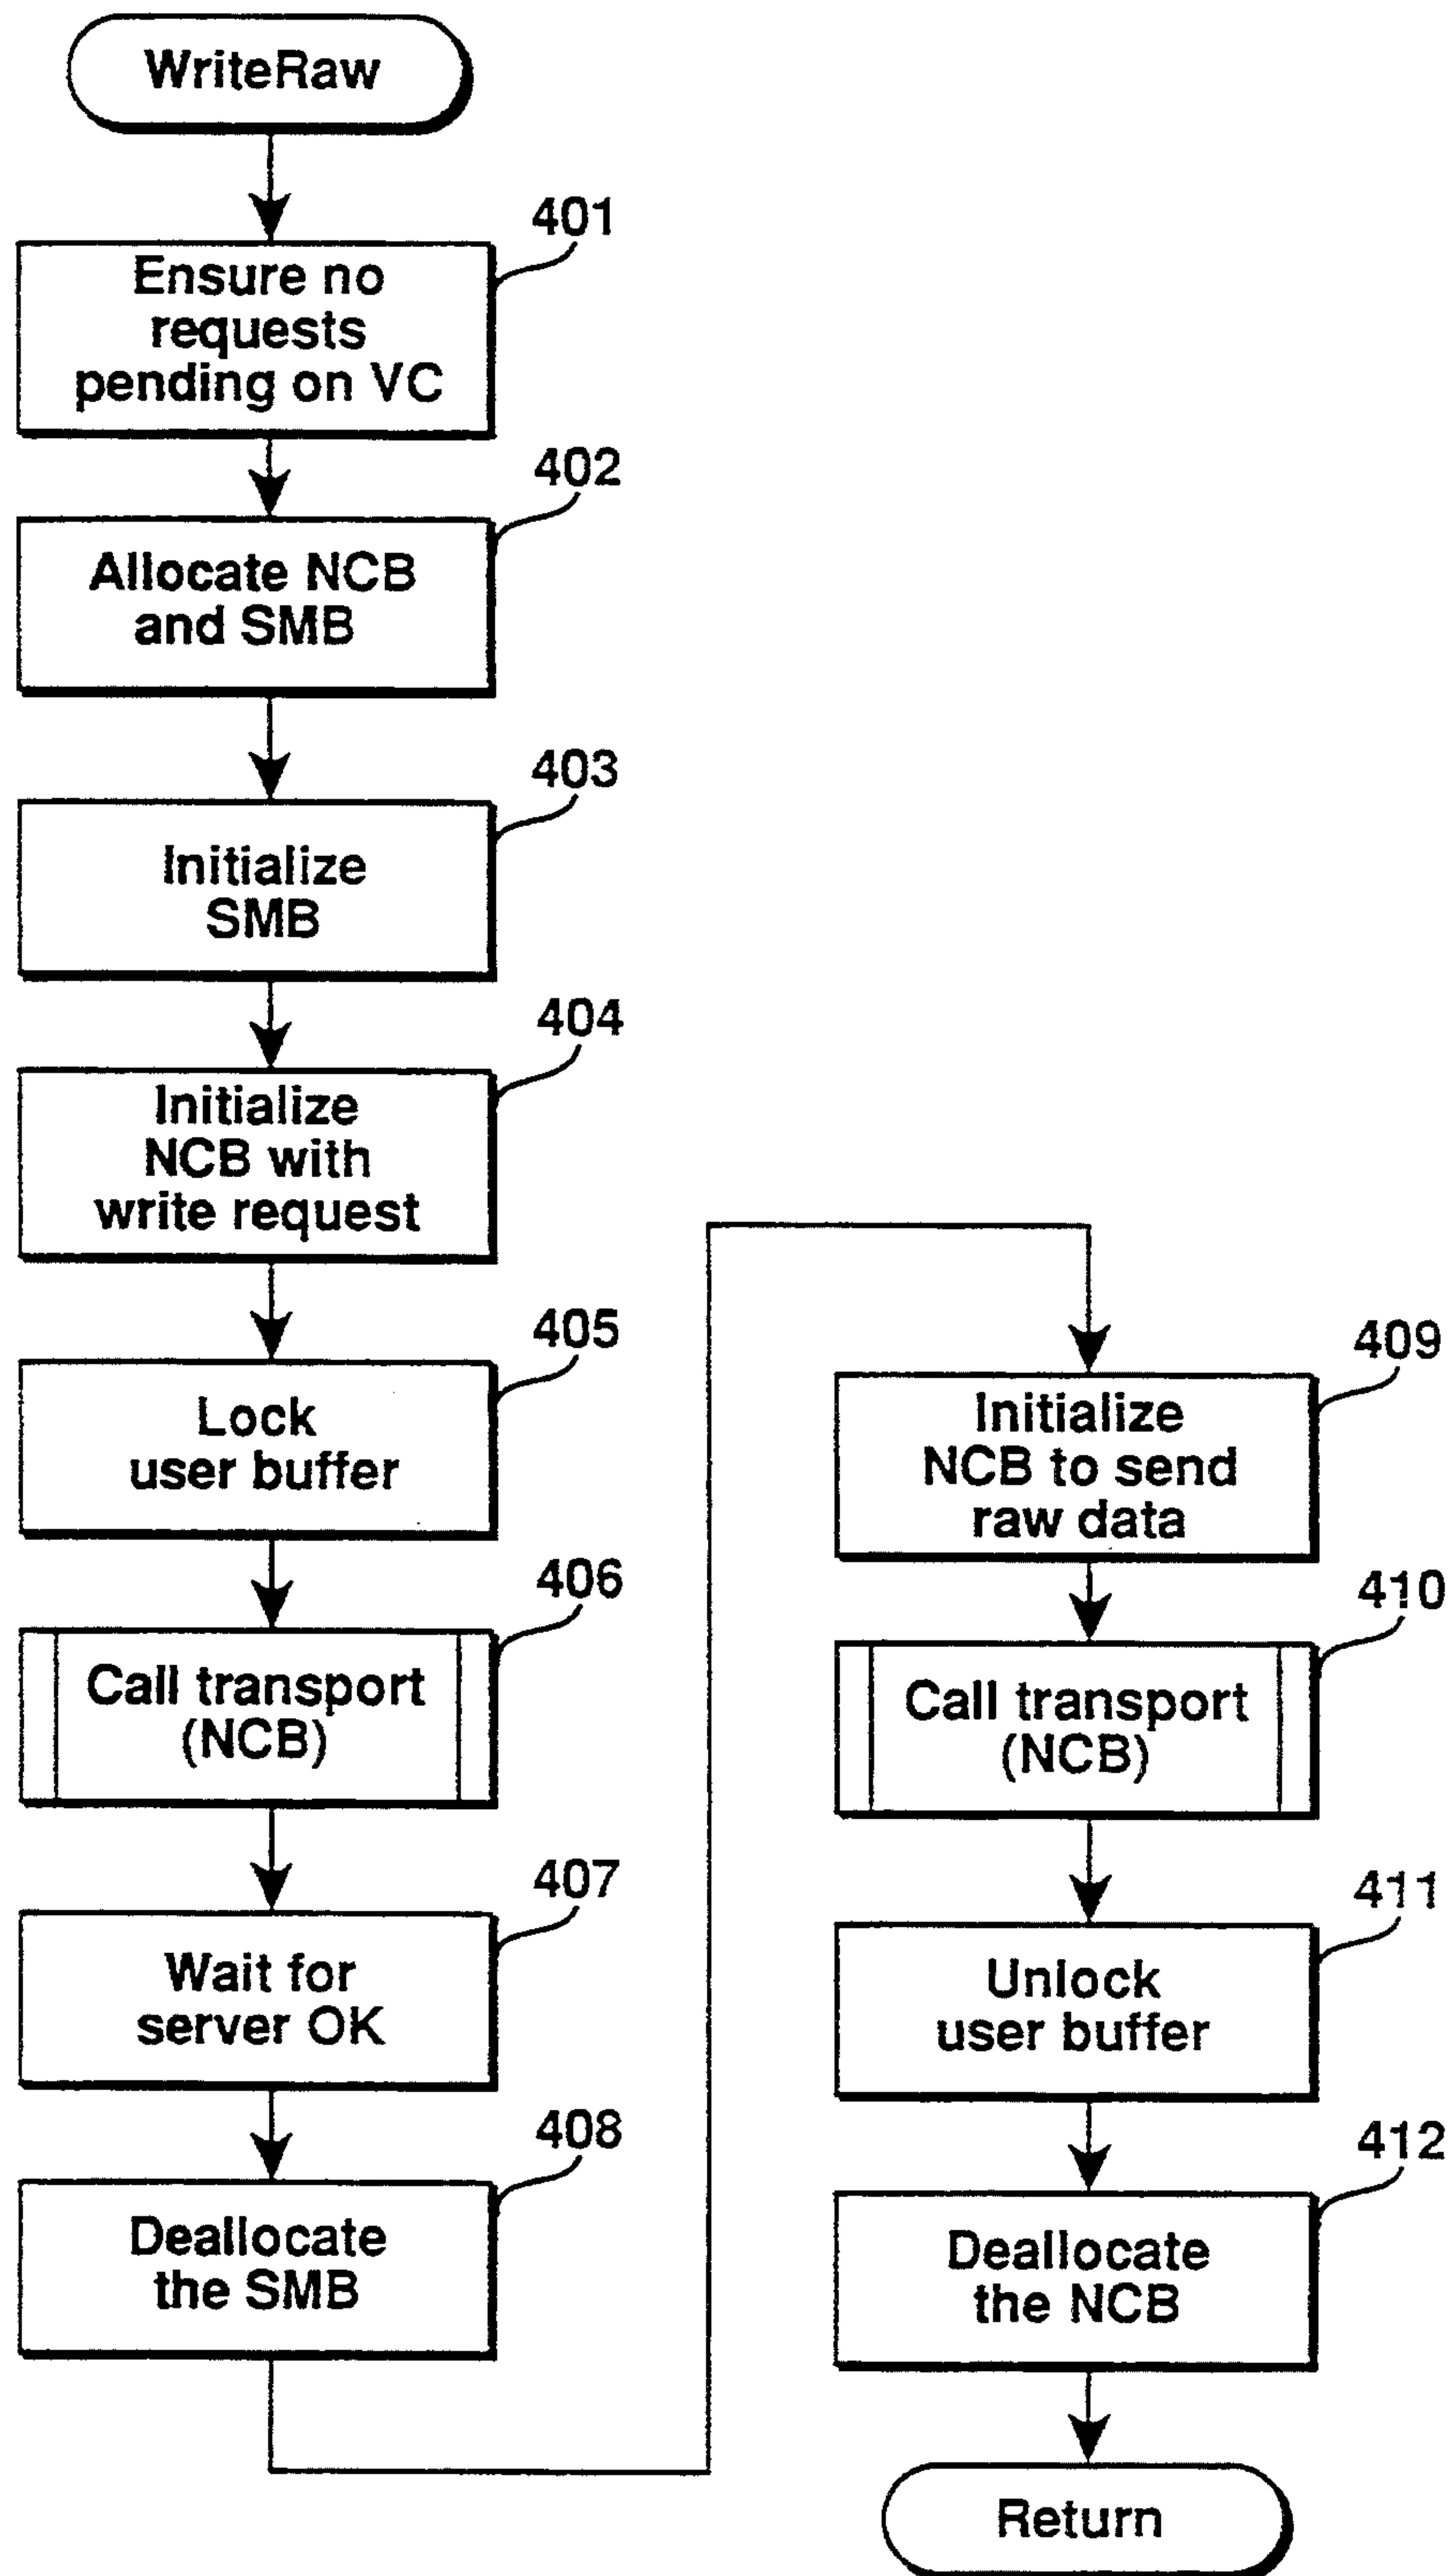 WriteRaw
401
Ensure no
requests
pending on VC
402
Allocate NCB
and SMB
403
Initialize
SMB
404
Initialize
NCB with
write request
405
Lock
user buffer
406
Call transport
(NCB)
407
Wait for
server OK
408
Deallocate
the SMB
409
Initialize
NCB to send
raw data
410
Call transport
(NCB)
411
Unlock
user buffer
412
Deallocate
the NCB
Return